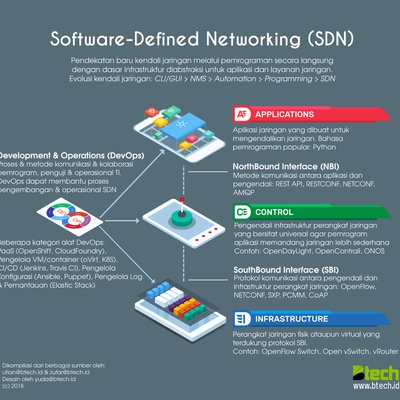 Software-Defined Networking (SDN)
Pendekatan baru kendali jaringan melalui pemrograman secara langsung
dengan dasar infrastruktur diabstraksi untuk aplikasi dan layanan jaringan.
Evolusi kendali jaringan: CLI/GUI > NMS > Automation > Programming > SDN
Development & Operations (DevOps)
Proses & metode komunikasi & kolaborasi
pemrogram, penguji & operasional TI.
DevOps dapat membantu proses
pengembangan & operasional SDN
Beberapa kategori alat DevOps:
PaaS (OpenShift, CloudFoundry),
Pengelola VM/container (oVirt, K8S),
CI/CD (Jenkins, Travis CI), Pengelola
Konfigurasi (Ansible, Puppet), Pengelola Log
& Pemantauan (Elastic Stack)
APPLICATIONS
Aplikasi jaringan yang dibuat untuk
mengendalikan jaringan. Bahasa
pemrograman populer: Python
NorthBound Interface (NBI)
Metode komunikasi antara aplikasi dan
pengendali: REST API, RESTCONF, NETCONF,
AMQP
CONTROL
Pengendali infrastruktur perangkat jaringan
yang bersifat universal agar pemrogram
aplikasi memandang jaringan lebih sederhana
Contoh: OpenDayLight, OpenContrail, ONOS
SouthBound Interface (SBI)
Protokol komunikasi antara pengendali dan
infrastruktur perangkat jaringan: OpenFlow,
NETCONF, SXP, PCMM, CoAP
INFRASTRUKTUR
Perangkat jaringan fisik ataupun virtual yang
terdukung protokol SBI.
Contoh: OpenFlow Switch, Open vSwitch, vRouter
Dikompilasi dari berbagai sumber oleh:
utian@btech.id & zufar@btech.id
Desain oleh yuda@btech.id
(c) 2018
Btech
www.btech.id